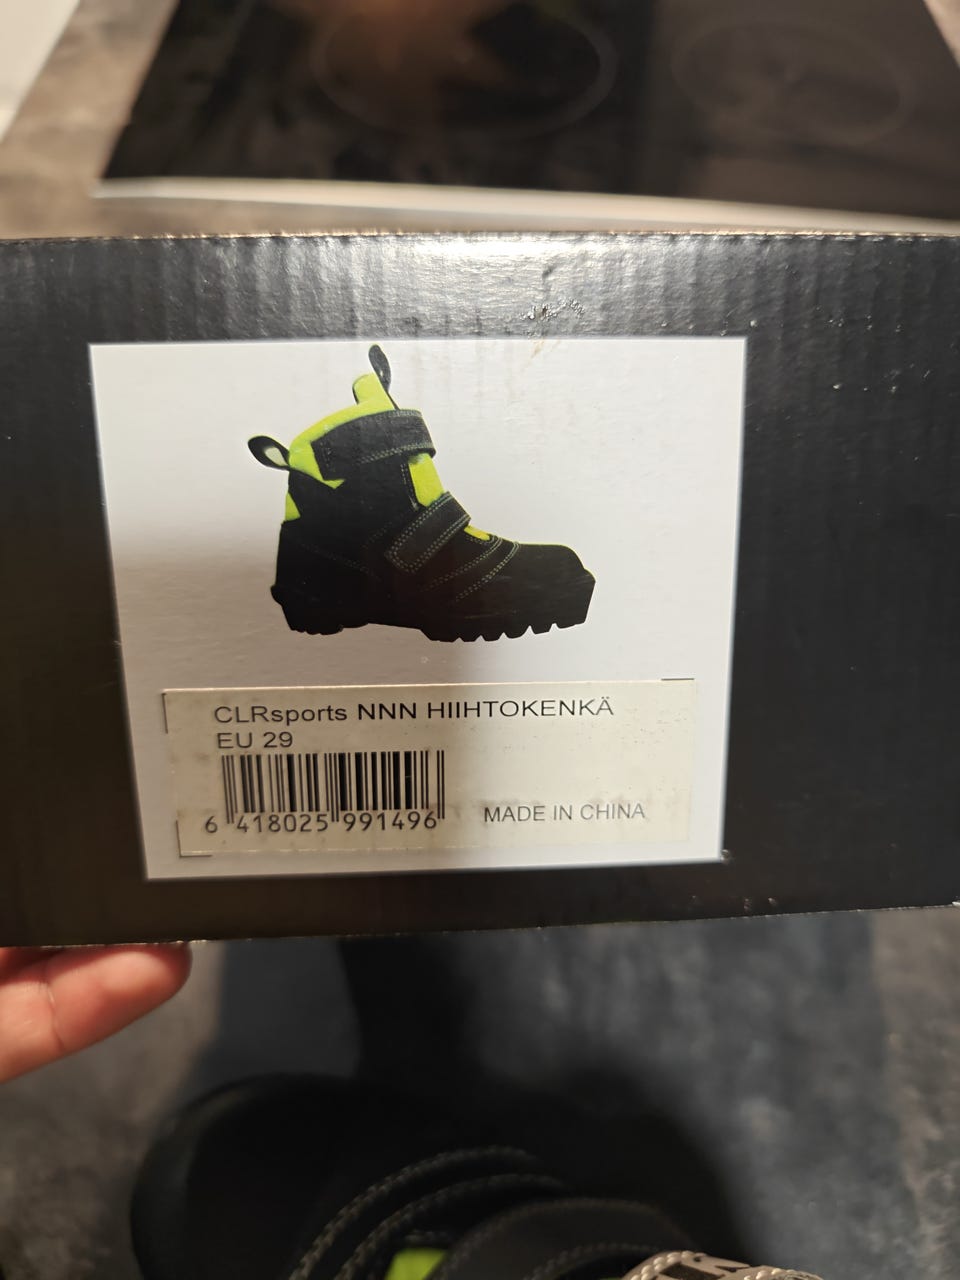 CLRsports NNN HIIHTOKENKÄ
EU 29
6 418025 991496
MADE IN CHINA